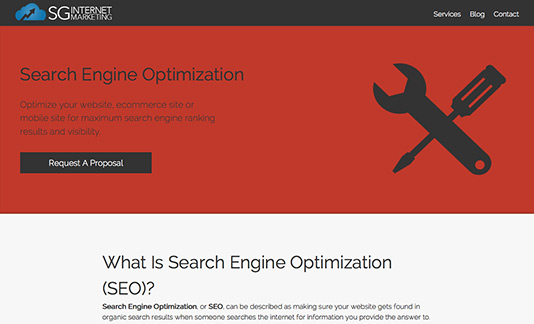 SG INTERNET
MARKETING
Services Blog Contact
Search Engine Optimization
Optimize your website, ecommerce site or
mobile site for maximum search engine ranking
results and visibility.
Request A Proposal
What Is Search Engine Optimization
(SEO)?
Search Engine Optimization, or SEO, can be described as making sure your website gets found in
organic search results when someone searches the internet for information you provide the answer to.